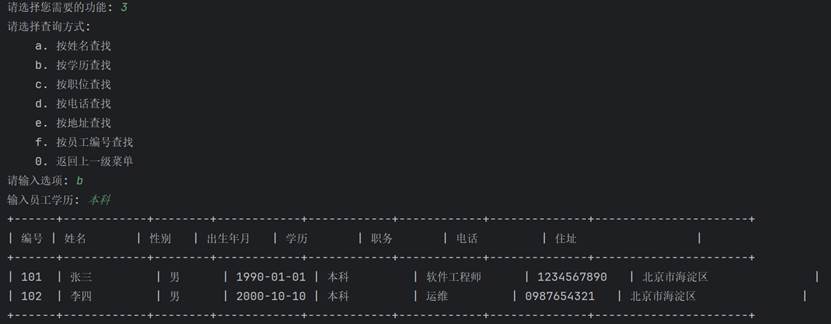 请选择您需要的功能: 3
请选择查询方式:
a. 按姓名查找
b. 按学历查找
c. 按职位查找
d. 按电话查找
e. 按地址查找
f. 按员工编号查找
0. 返回上一级菜单
请输入选项: b
输入员工学历: 本科
+------+------------+--------+------------+------------+------------+------------+----------------------+
| 编号 | 姓名 | 性别 | 出生年月 | 学历 | 职务 | 电话 | 住址 |
+------+------------+--------+------------+------------+------------+------------+----------------------+
| 101 | 张三 | 男 | 1990-01-01 | 本科 | 软件工程师 | 1234567890 | 北京市海淀区 |
| 102 | 李四 | 男 | 2000-10-10 | 本科 | 运维 | 0987654321 | 北京市海淀区 |
+------+------------+--------+------------+------------+------------+------------+----------------------+